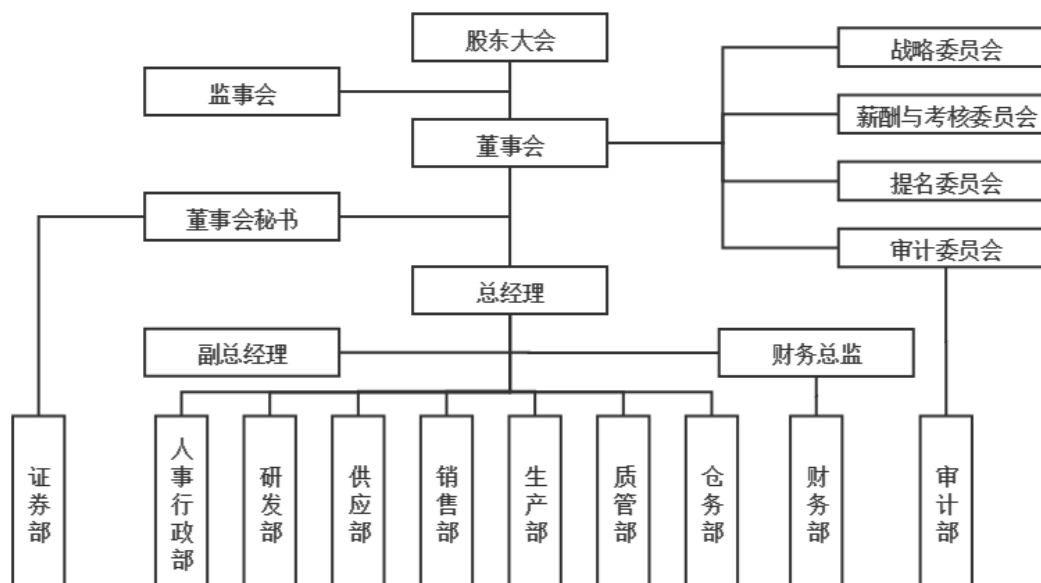 股东大会
战略委员会
监事会
薪酬与考核委员会
董事会
提名委员会
董事会秘书
审计委员会
总经理
副总经理
财务总监
证券部
人事行政部
研发部
供应部
销售部
生产部
质管部
仓务部
财务部
审计部